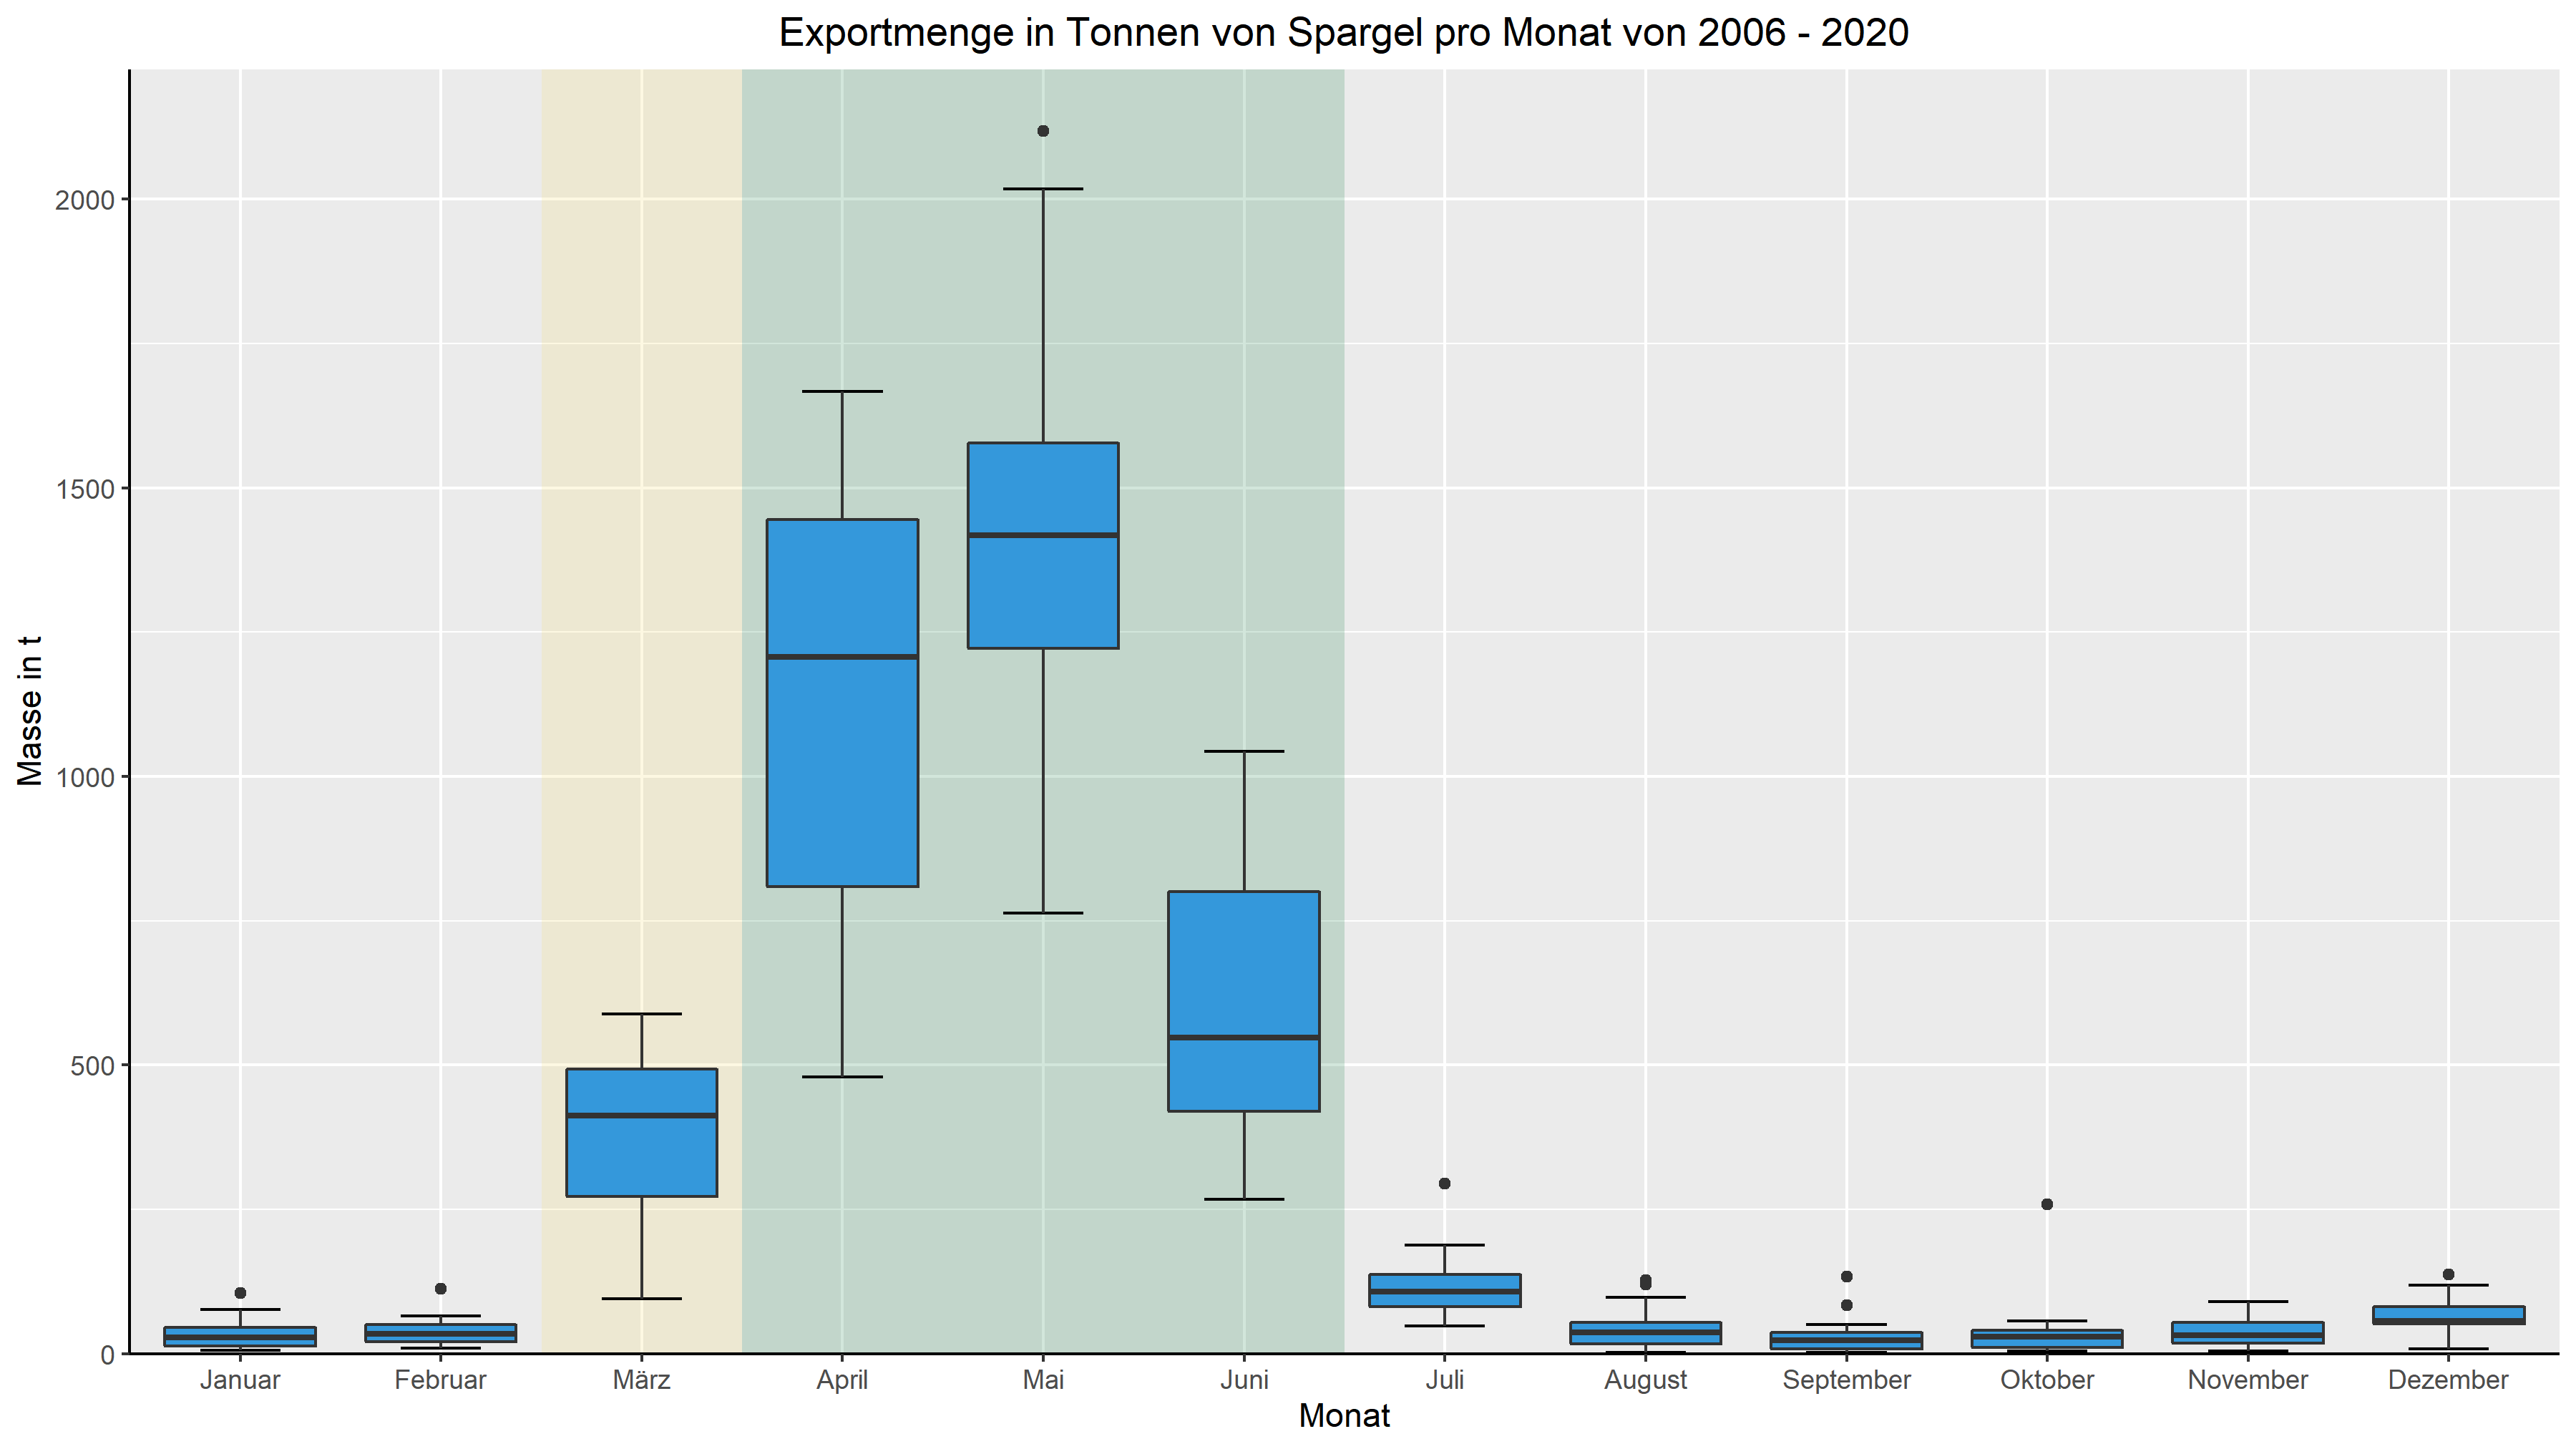 Exportmenge in Tonnen von Spargel pro Monat von 2006 - 2020
Masse in t
2000
1500
1000
500
0
Januar Februar März April Mai Juni Juli August September Oktober November Dezember
Monat